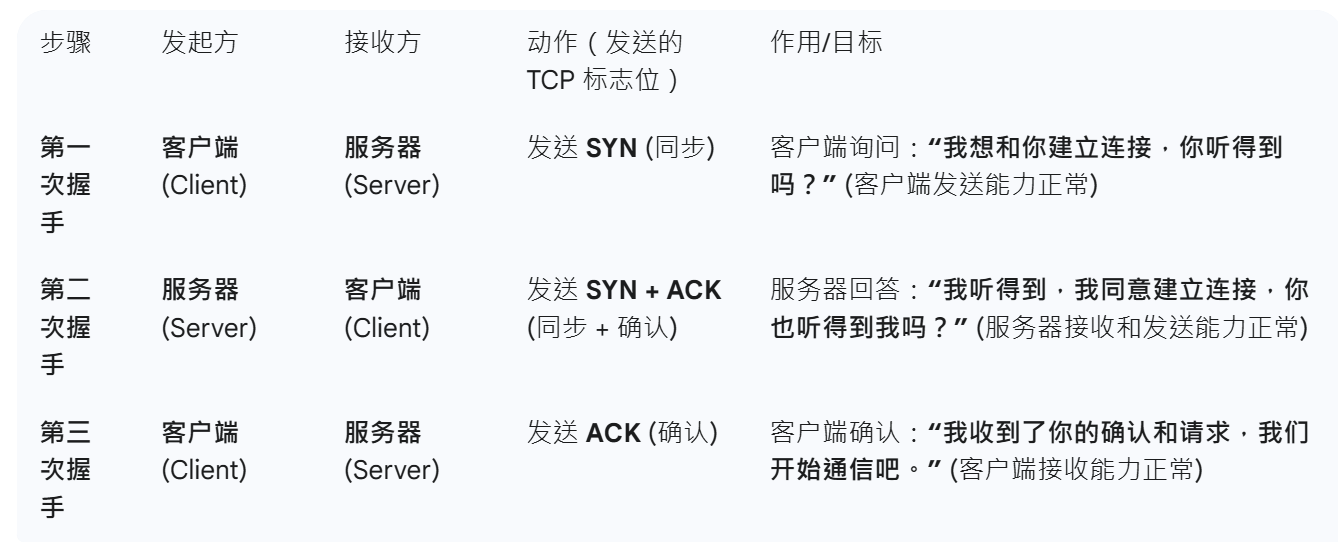 步骤 发起方 接收方 动作（发送的
TCP 标志位） 作用/目标
第一 客户端 服务器 发送 SYN (同步) 客户端询问：“我想和你建立连接，你听得到
次握 (Client) (Server) 吗？” (客户端发送能力正常)
手
第二 服务器 客户端 发送 SYN + ACK 服务器回答：“我听得到，我同意建立连接，你
次握 (Server) (Client) (同步 + 确认) 也听得到我吗？” (服务器接收和发送能力正常)
手
第三 客户端 服务器 发送 ACK (确认) 客户端确认：“我收到了你的确认和请求，我们
次握 (Client) (Server) 开始通信吧。” (客户端接收能力正常)
手